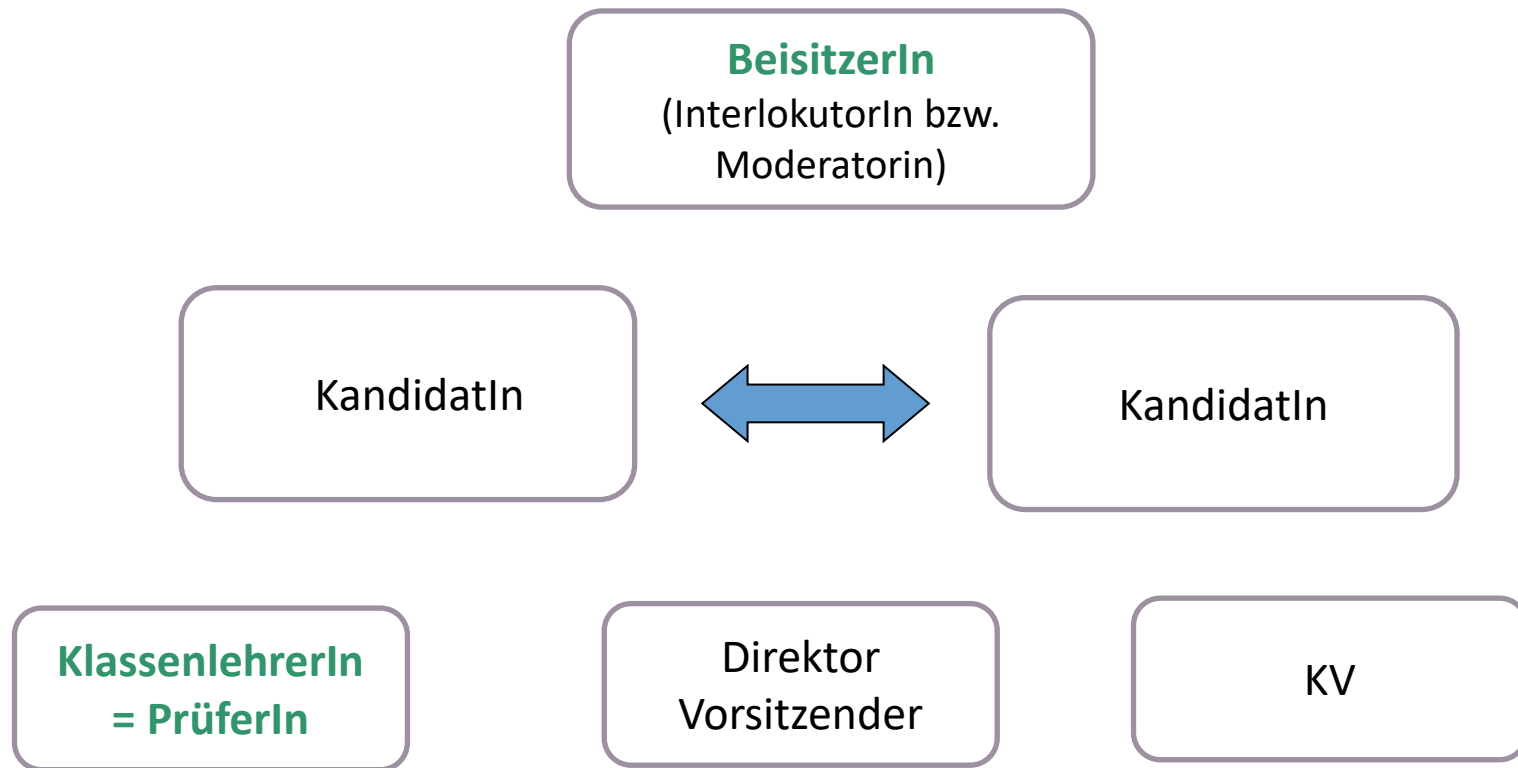 BeisitzerIn
(InterlokutorIn bzw.
Moderatorin)
KandidatIn
KandidatIn
KlassenlehrerIn
= PrüferIn
Direktor
Vorsitzender
KV